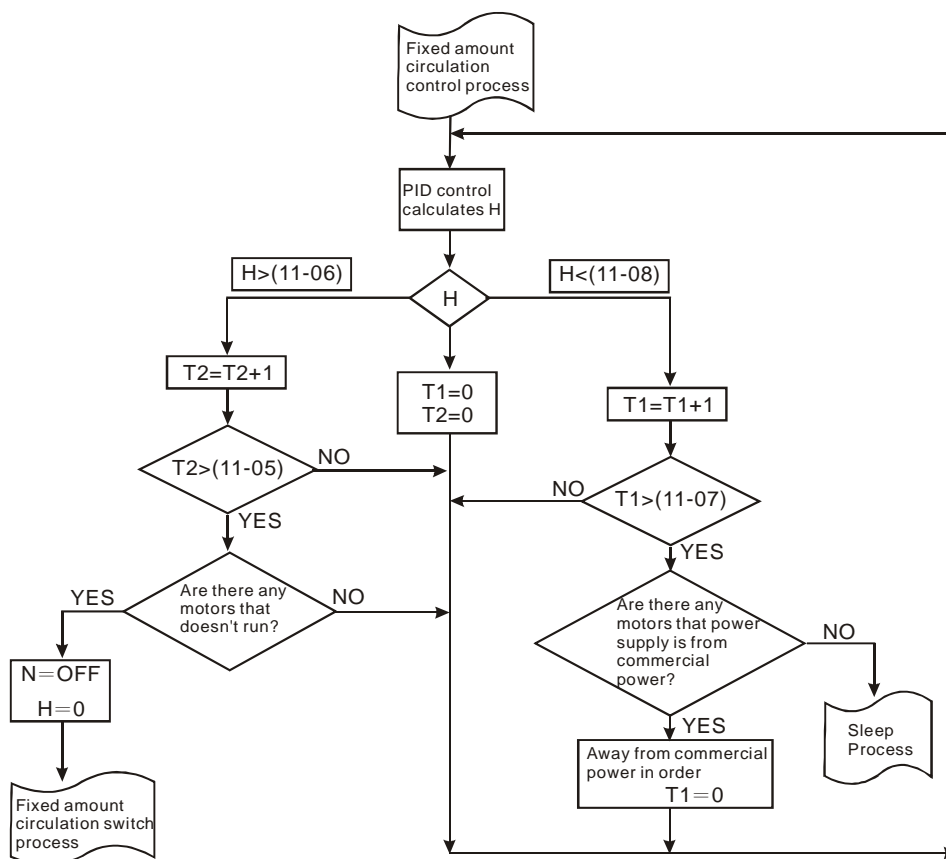 Fixed amount
circulation
control process
PID control
calculates H
H>(11-06)
H<(11-08)
H
T2=T2+1
T1=0
T2=0
T1=T1+1
T2>(11-05)
NO
NO
T1>(11-07)
YES
YES
Are there any
motors that
doesn't run?
YES
NO
Are there any
motors that power
supply is from
commercial
power?
NO
N=OFF
H=0
YES
Sleep
Process
Away from commercial
power in order
T1=0
Fixed amount
circulation switch
process